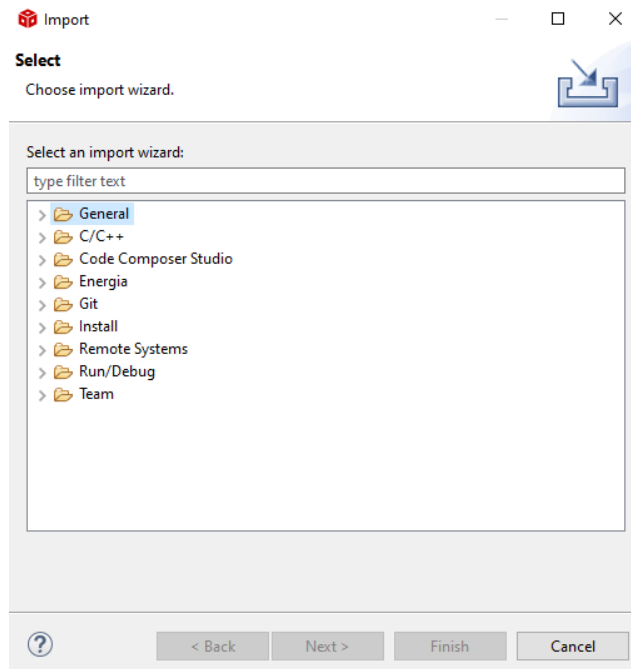 Import
Select
Choose import wizard.
Select an import wizard:
type filter text
General
C/C++
Code Composer Studio
Energia
Git
Install
Remote Systems
Run/Debug
Team
?
< Back
Next >
Finish
Cancel